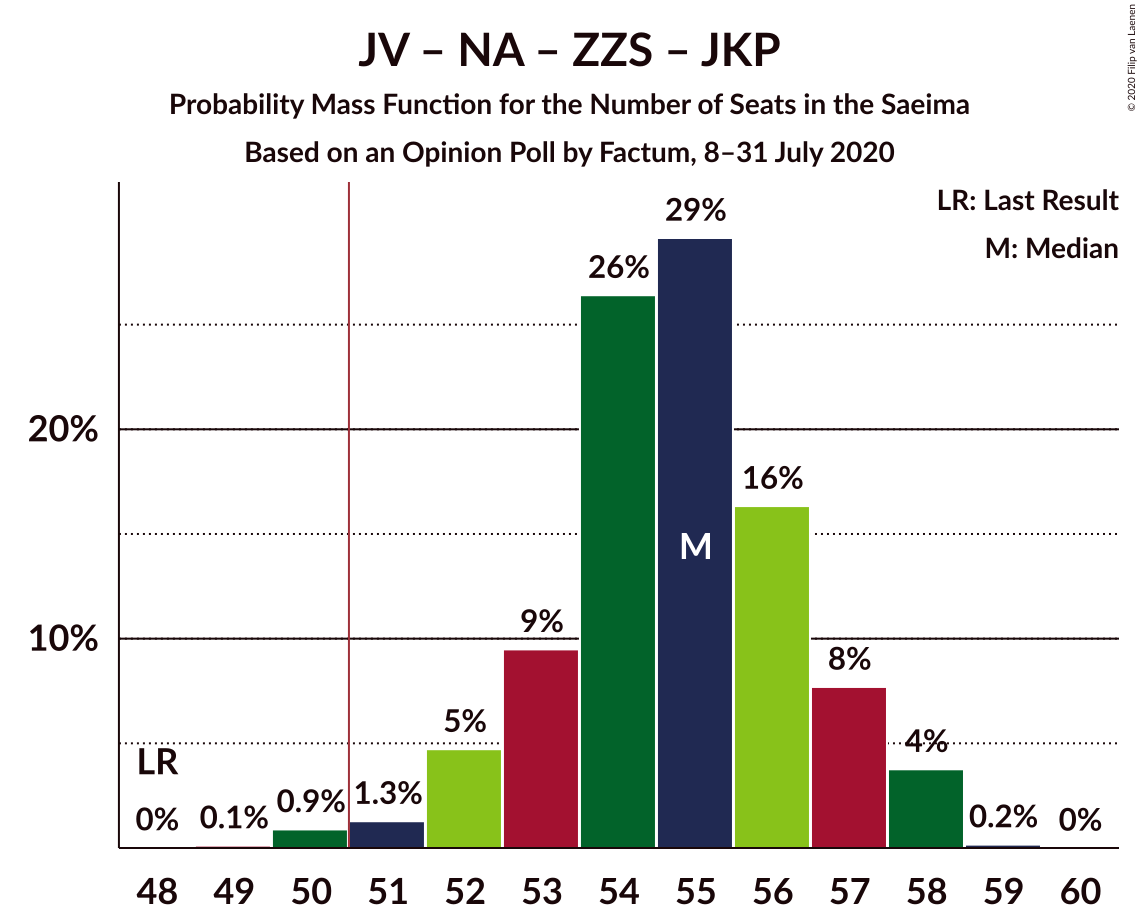 JV – NA – ZZS – JKP
Probability Mass Function for the Number of Seats in the Saeima
Based on an Opinion Poll by Factum, 8–31 July 2020
© 2020 Filip van Laenen
LR: Last Result
M: Median
29%
26%
20%
16%
M
10%
9%
8%
5%
4%
LR
0%
0.1%
0.9%
1.3%
0.2%
0%
48 49 50 51 52 53 54 55 56 57 58 59 60